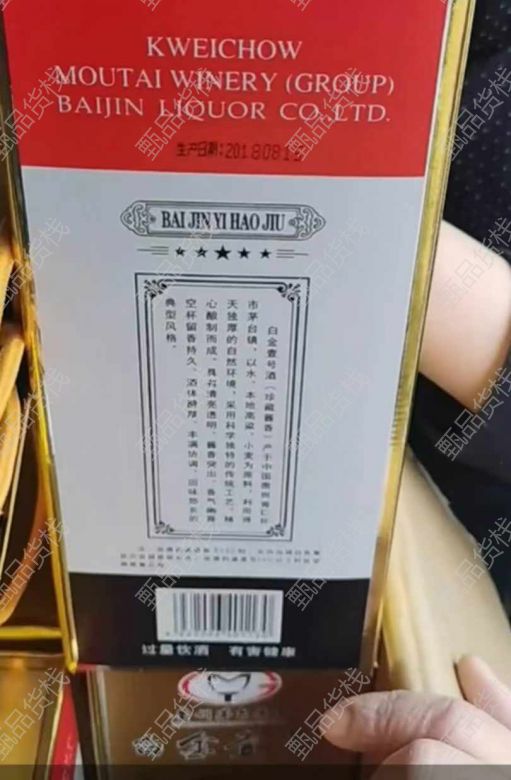 KWEICHOW
MOUTAI WINERY (GROUP)
BAIJIN LIQUOR CO.LTD.
生产日期:201808
BAI JIN YI HAO JIU
白金壹号酒(珍藏酱香)产于中国贵州省仁怀
市茅台镇,以水、本地高粱、小麦为原料,利用得
天独厚的自然环境,采用科学独特的传统工艺,精
心酿制而成。具有清亮透明、酱香突出、香气幽雅
空杯留香持久、酒体醇厚、丰满协调、回味悠长的
典型风格。
过量饮酒 有害健康
甄品货栈